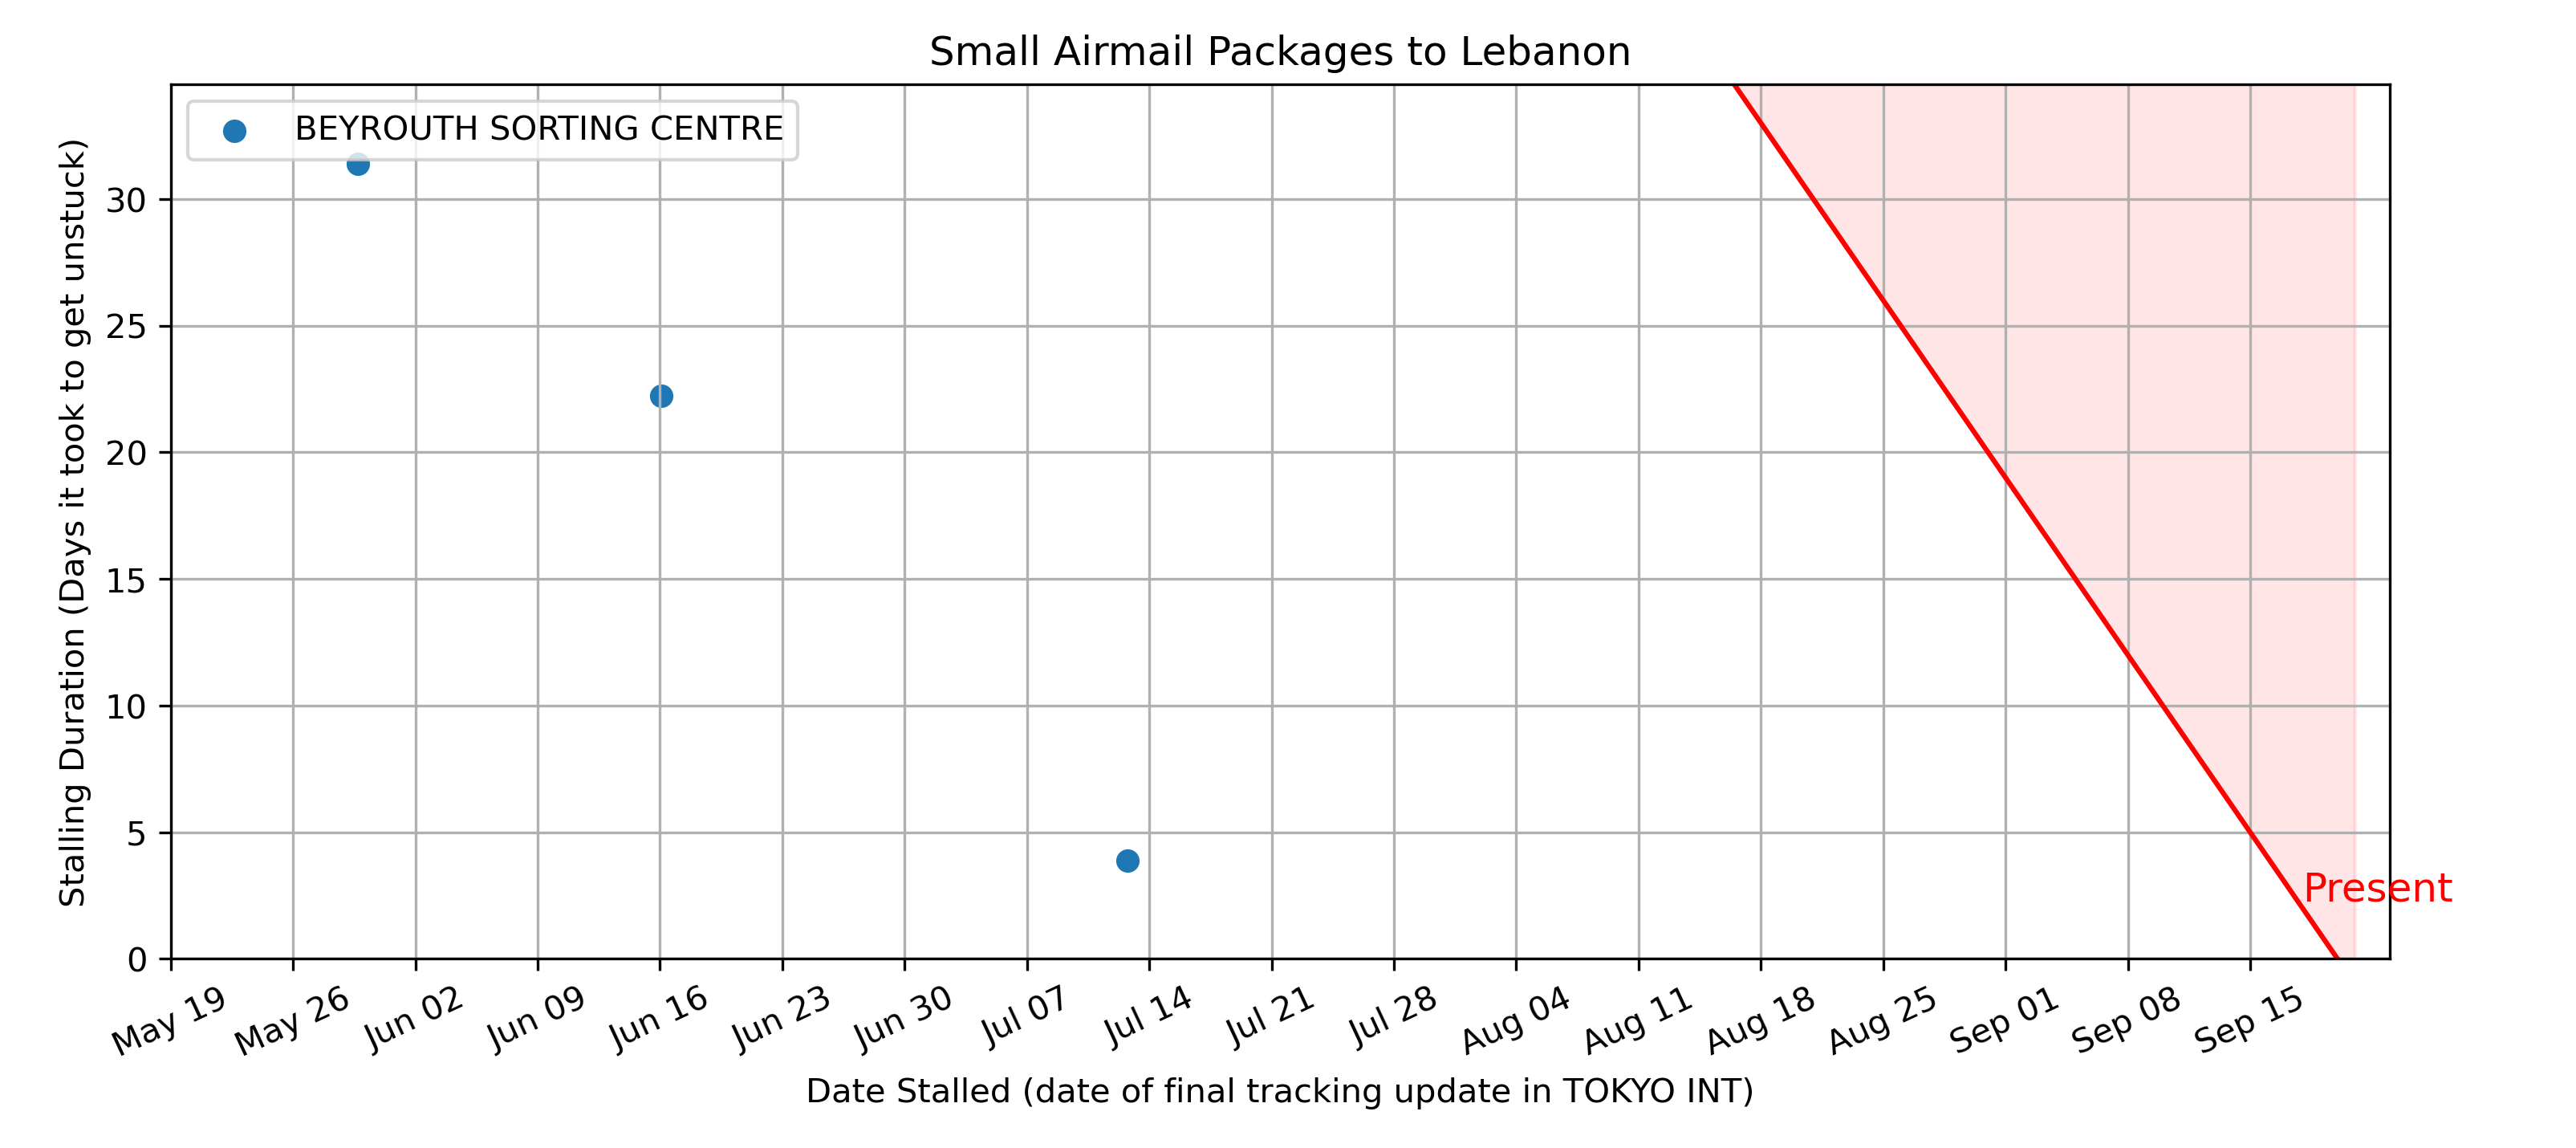 Small Airmail Packages to Lebanon
BEYROUTH SORTING CENTRE
Stalling Duration (Days it took to get unstuck)
30
25
20
15
10
5
0
Present
May 19
May 26
Jun 02
Jun 09
Jun 16
Jun 23
Jun 30
Jul 07
Jul 14
Jul 21
Jul 28
Aug 04
Aug 11
Aug 18
Aug 25
Sep 01
Sep 08
Sep 15
Date Stalled (date of final tracking update in TOKYO INT)